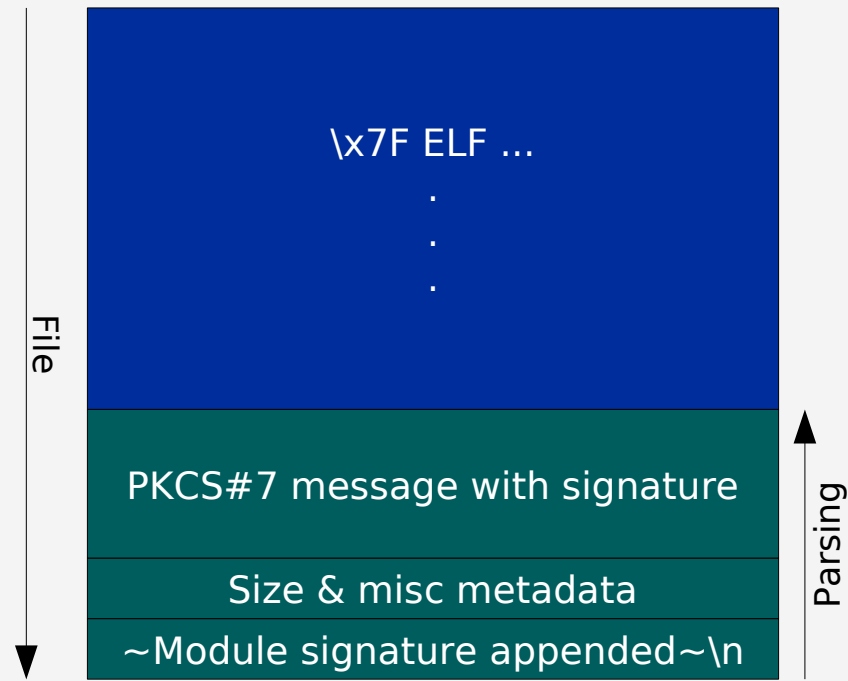 \x7F ELF ...
.
.
.
File
PKCS#7 message with signature
Parsing
Size & misc metadata
~Module signature appended~\n